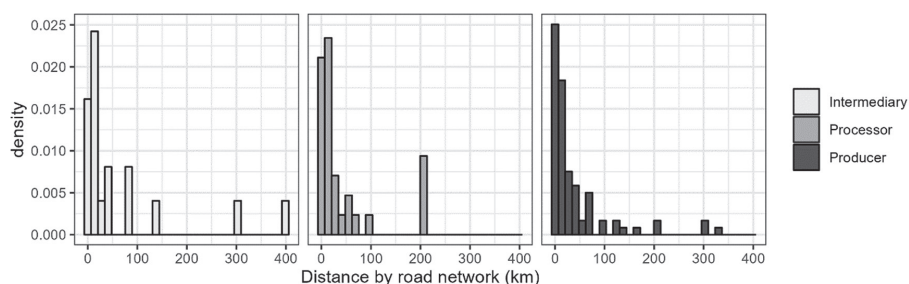 0.025
0.020
0.015
0.010
0.005
0.000
density
0 100 200 300 400
0 100 200 300 400
0 100 200 300 400
Distance by road network (km)
Intermediary
Processor
Producer